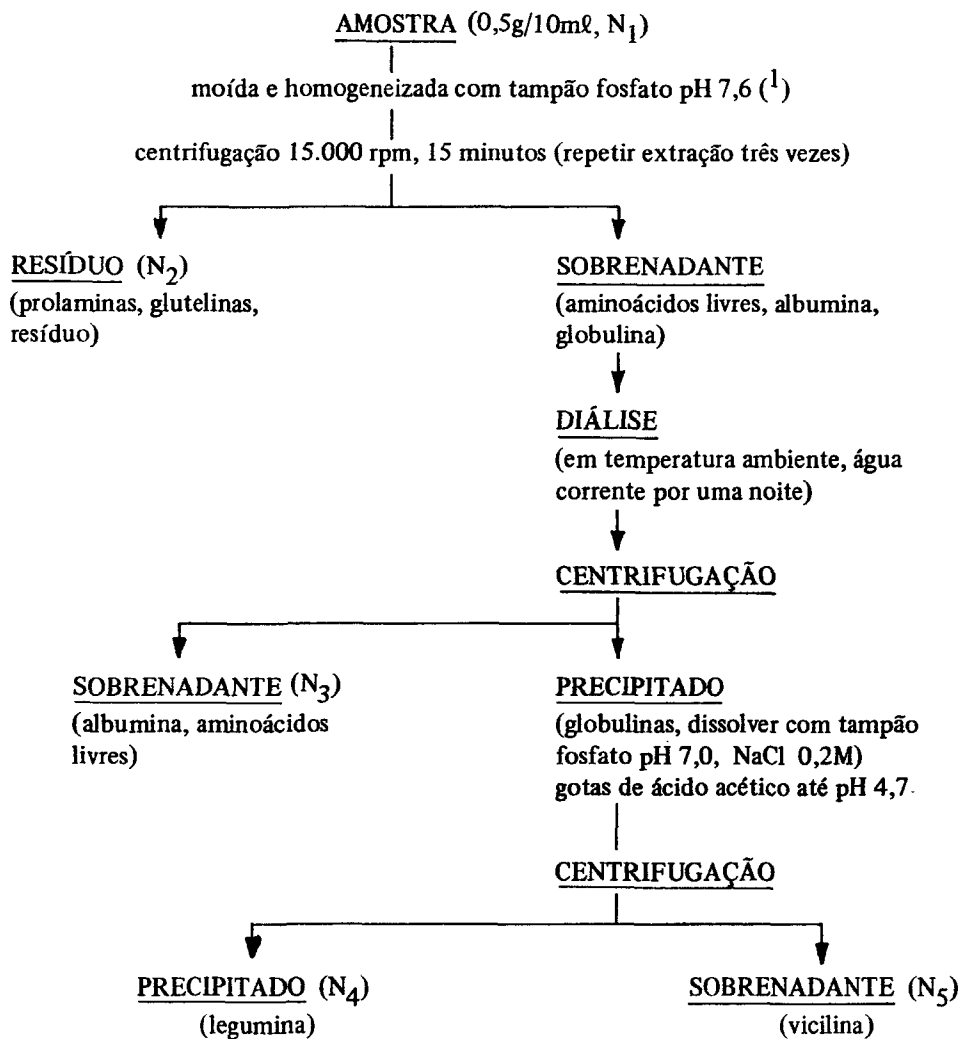 AMOSTRA (0,5g/10mℓ, N1)
moída e homogeneizada com tampão fosfato pH 7,6 (1)
centrifugação 15.000 rpm, 15 minutos (repetir extração três vezes)
RESÍDUO (N2)
(prolaminas, glutelinas,
resíduo)
SOBRENADANTE
(aminoácidos livres, albumina,
globulina)
DIÁLISE
(em temperatura ambiente, água
corrente por uma noite)
CENTRIFUGAÇÃO
SOBRENADANTE (N3)
(albumina, aminoácidos
livres)
PRECIPITADO
(globulinas, dissolver com tampão
fosfato pH 7,0, NaCl 0,2M)
gotas de ácido acético até pH 4,7
CENTRIFUGAÇÃO
PRECIPITADO (N4)
(legumina)
SOBRENADANTE (N5)
(vicilina)